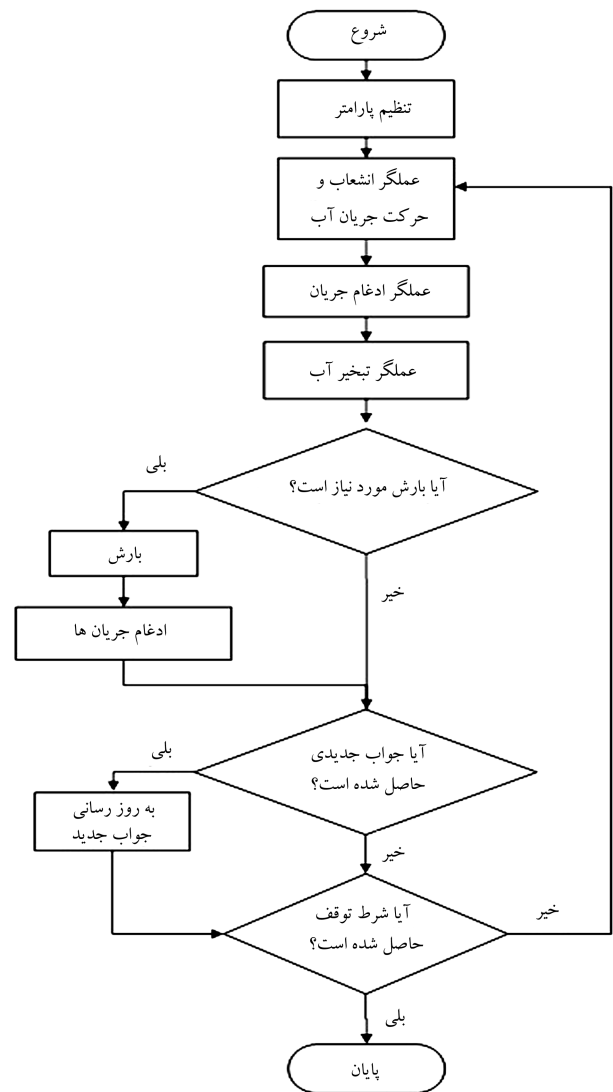 شروع
تنظیم پارامتر
عملگر انشعاب و
حرکت جریان آب
عملگر ادغام جریان
عملگر تبخیر آب
آیا بارش مورد نیاز است؟
بلی
بارش
خیر
ادغام جریان ها
آیا جواب جدیدی
حاصل شده است؟
بلی
به روز رسانی
جواب جدید
خیر
آیا شرط توقف
حاصل شده است؟
خیر
بلی
پایان